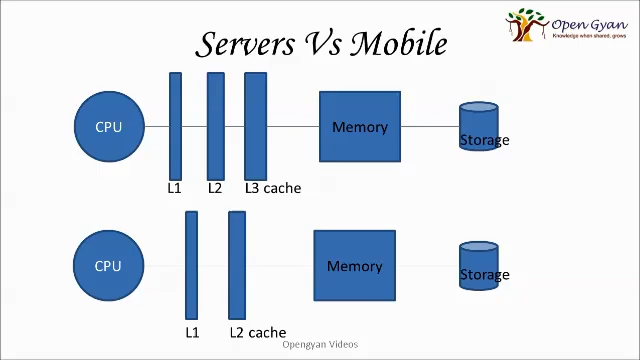 Open Gyan
Knowledge when shared, grows
Servers Vs Mobile
CPU
Memory
Storage
L1
L2
L3 cache
CPU
Memory
Storage
L1
L2 cache
Opengyan Videos